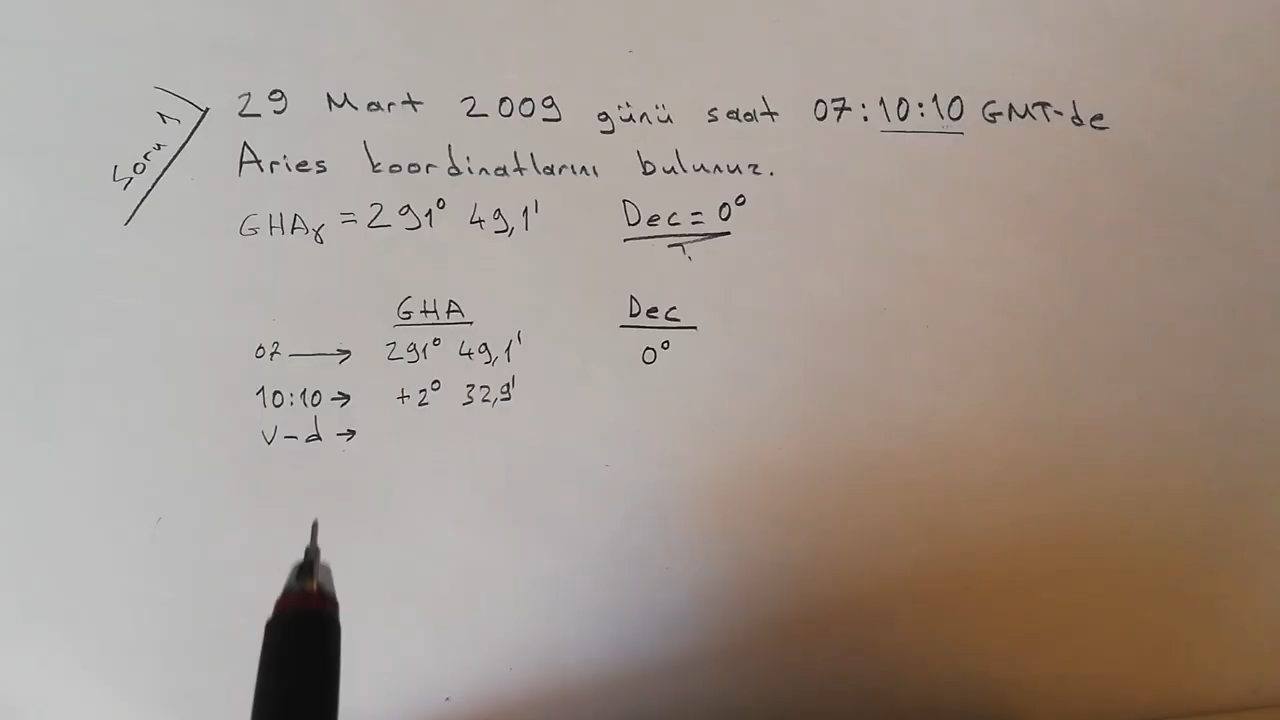 Soru 1
29 Mart 2009 günü saat 07:10:10 GMT-de
Aries koordinatlarını bulunuz.
GHAɤ = 291° 49,1' Dec = 0°
T.
GHA Dec
07 → 291° 49,1' 0°
10:10 → +2° 32,9'
v-d →